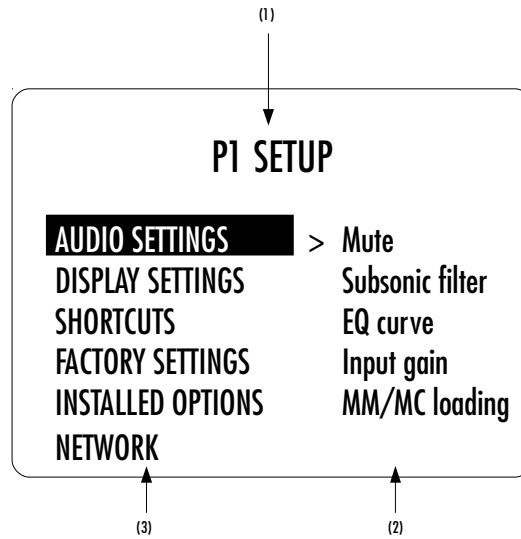 (1)
P1 SETUP
AUDIO SETTINGS > Mute
DISPLAY SETTINGS Subsonic filter
SHORTCUTS EQ curve
FACTORY SETTINGS Input gain
INSTALLED OPTIONS MM/MC loading
NETWORK
(3) (2)